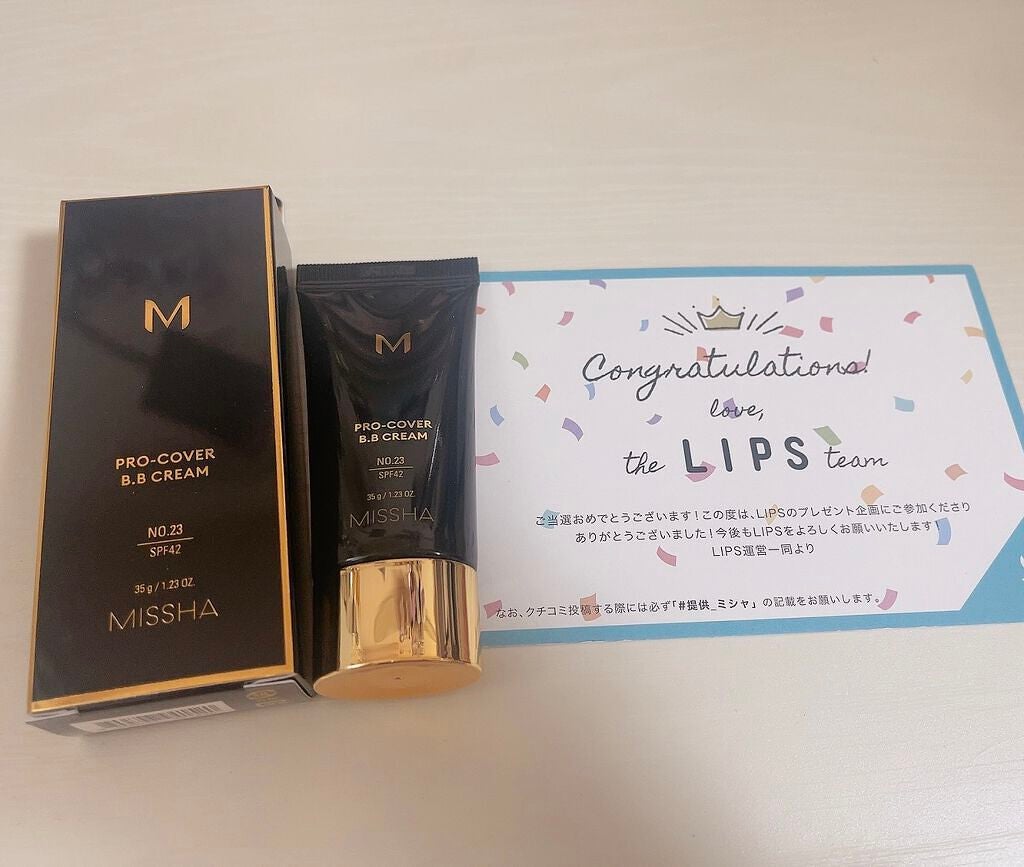 M
PRO-COVER
B.B CREAM
NO.23
SPF42
35 g / 1.23 OZ.
MISSHA
M
PRO-COVER
B.B CREAM
NO.23
SPF42
35 g / 1.23 OZ.
MISSHA
Congratulations!
love,
the LIPS team
ご当選おめでとうございます！この度は、LIPSのプレゼント企画にご参加くださり
ありがとうございました！今後もLIPSをよろしくお願いいたします！
LIPS運営一同より
なお、クチコミ投稿する際には必ず「#提供_ミシャ」の記載をお願いします。